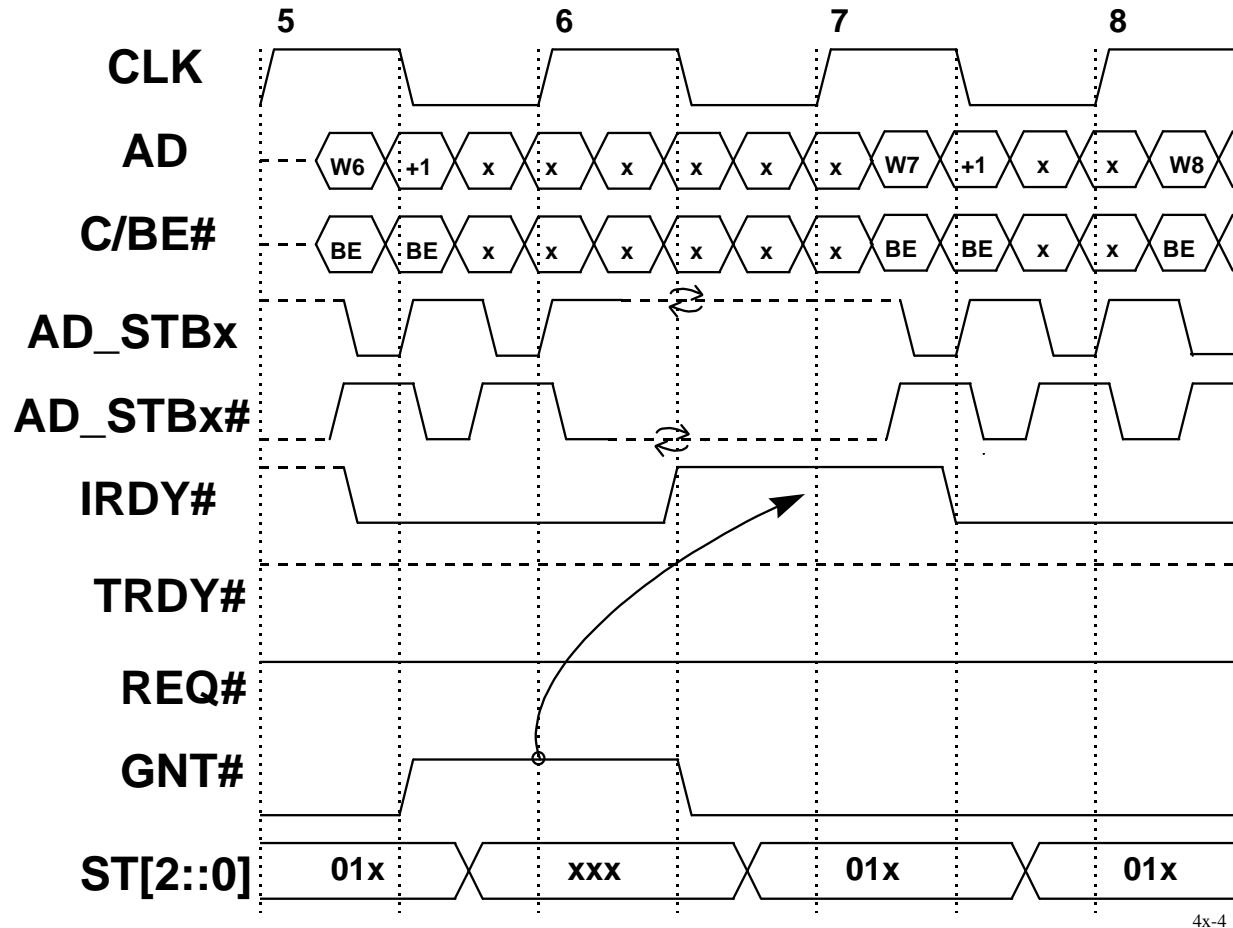 5 6 7 8
CLK
AD W6 +1 x x x x x x W7 +1 x x W8
C/BE# BE BE x x x x x x BE BE x x BE
AD_STBx
AD_STBx#
IRDY#
TRDY#
REQ#
GNT#
ST[2::0] 01x xxx 01x 01x
4x-4